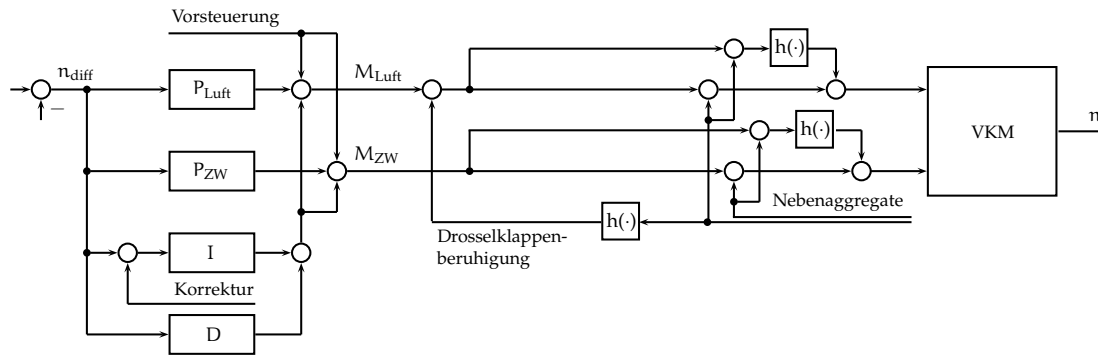 Vorsteuerung
n_diff
−
P_Luft
M_Luft
h(·)
h(·)
VKM
n
P_ZW
M_ZW
Nebenaggregate
h(·)
Drosselklappen-
beruhigung
I
Korrektur
D